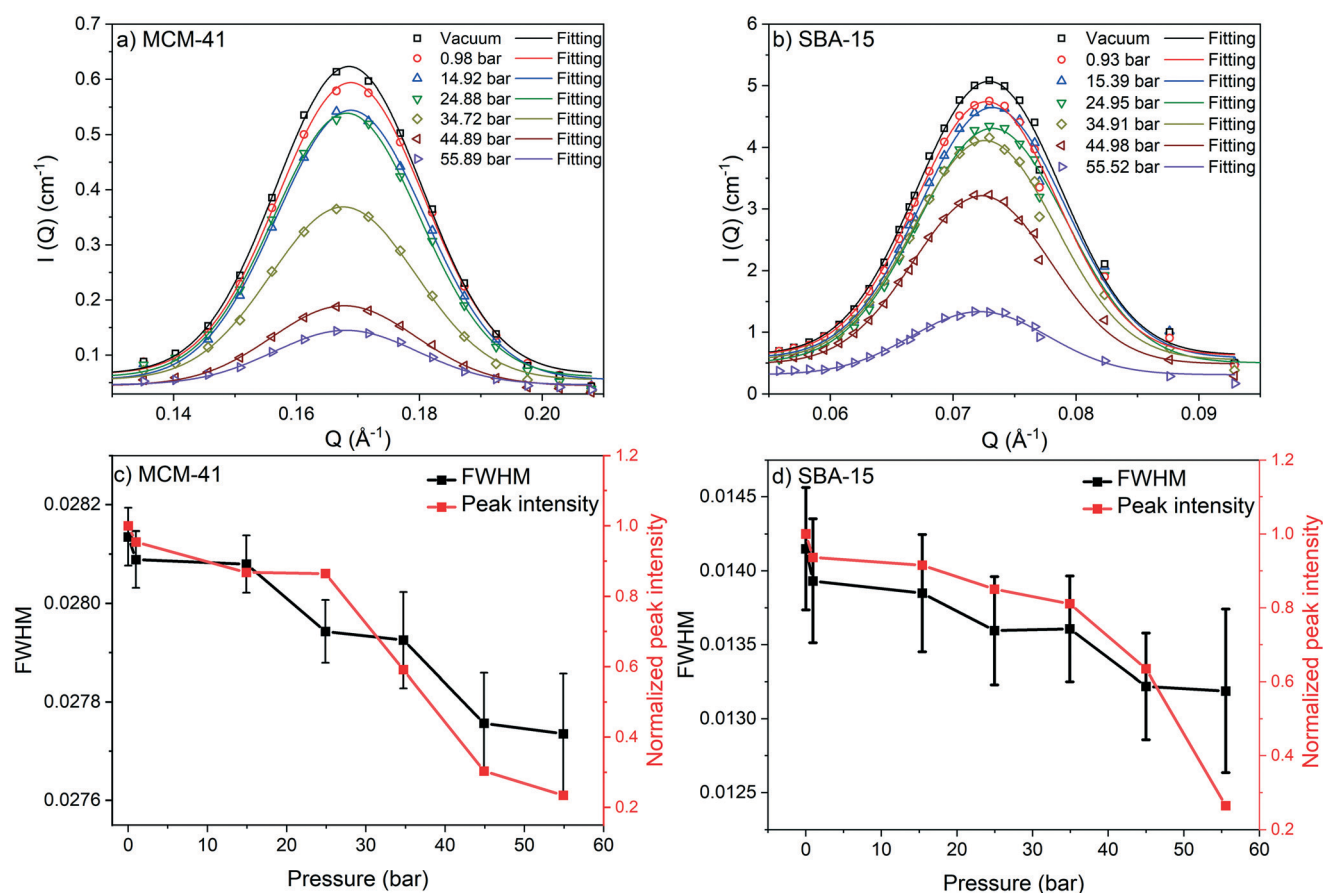 a) MCM-41
Vacuum Fitting
0.98 bar Fitting
14.92 bar Fitting
24.88 bar Fitting
34.72 bar Fitting
44.89 bar Fitting
55.89 bar Fitting
0.7
0.6
0.5
0.4
0.3
0.2
0.1
I (Q) (cm⁻¹)
0.14 0.16 0.18 0.20
Q (Å⁻¹)
b) SBA-15
Vacuum Fitting
0.93 bar Fitting
15.39 bar Fitting
24.95 bar Fitting
34.91 bar Fitting
44.98 bar Fitting
55.52 bar Fitting
6
5
4
3
2
1
0
I (Q) (cm⁻¹)
0.06 0.07 0.08 0.09
Q (Å⁻¹)
c) MCM-41
FWHM
Peak intensity
0.0282
0.0280
0.0278
0.0276
FWHM
1.2
1.0
0.8
0.6
0.4
0.2
Normalized peak intensity
0 10 20 30 40 50 60
Pressure (bar)
d) SBA-15
FWHM
Peak intensity
0.0145
0.0140
0.0135
0.0130
0.0125
FWHM
1.2
1.0
0.8
0.6
0.4
0.2
Normalized peak intensity
0 10 20 30 40 50 60
Pressure (bar)